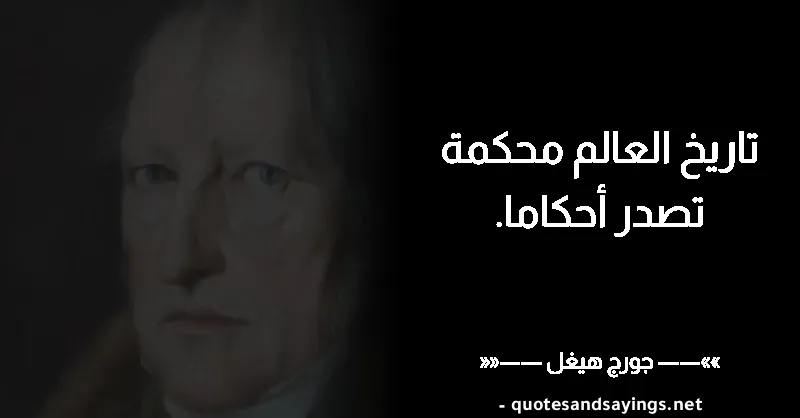 تاريخ العالم محكمة
تصدر أحكاما.
»»—— جورج هيغل ——««
- quotesandsayings.net